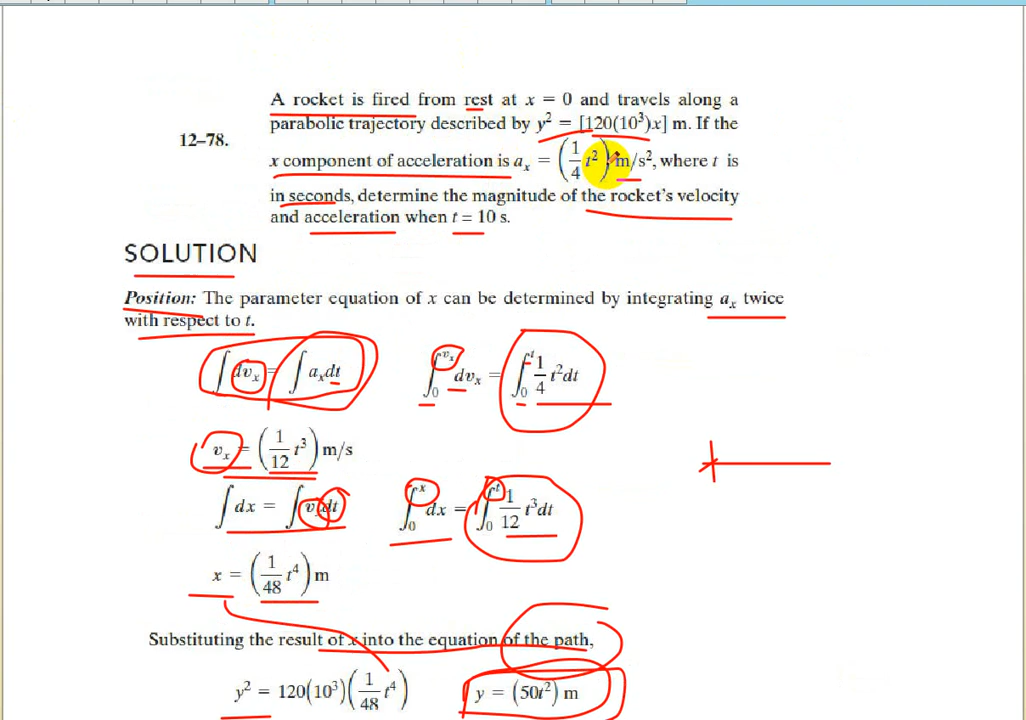 A rocket is fired from rest at x = 0 and travels along a
parabolic trajectory described by y² = [120(10³)x] m. If the
12–78.
x component of acceleration is aₓ = (1/4 t²) m/s², where t is
in seconds, determine the magnitude of the rocket's velocity
and acceleration when t = 10 s.
SOLUTION
Position: The parameter equation of x can be determined by integrating aₓ twice
with respect to t.
∫ dvₓ = ∫ aₓdt ∫₀^vₓ dvₓ = ∫₀^t 1/4 t²dt
vₓ = (1/12 t³) m/s
∫ dx = ∫ vₓdt ∫₀^x dx = ∫₀^t 1/12 t³dt
x = (1/48 t⁴) m
Substituting the result of x into the equation of the path,
y² = 120(10³)(1/48 t⁴) y = (50t²) m